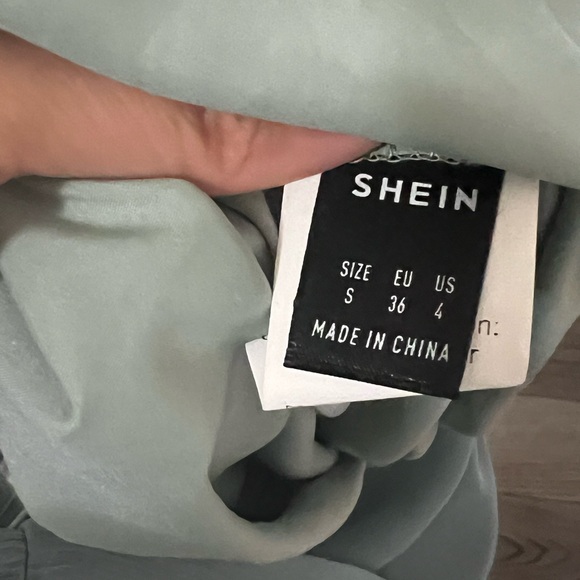 SHEIN
SIZE EU US
S 36 4
MADE IN CHINA
n:
r